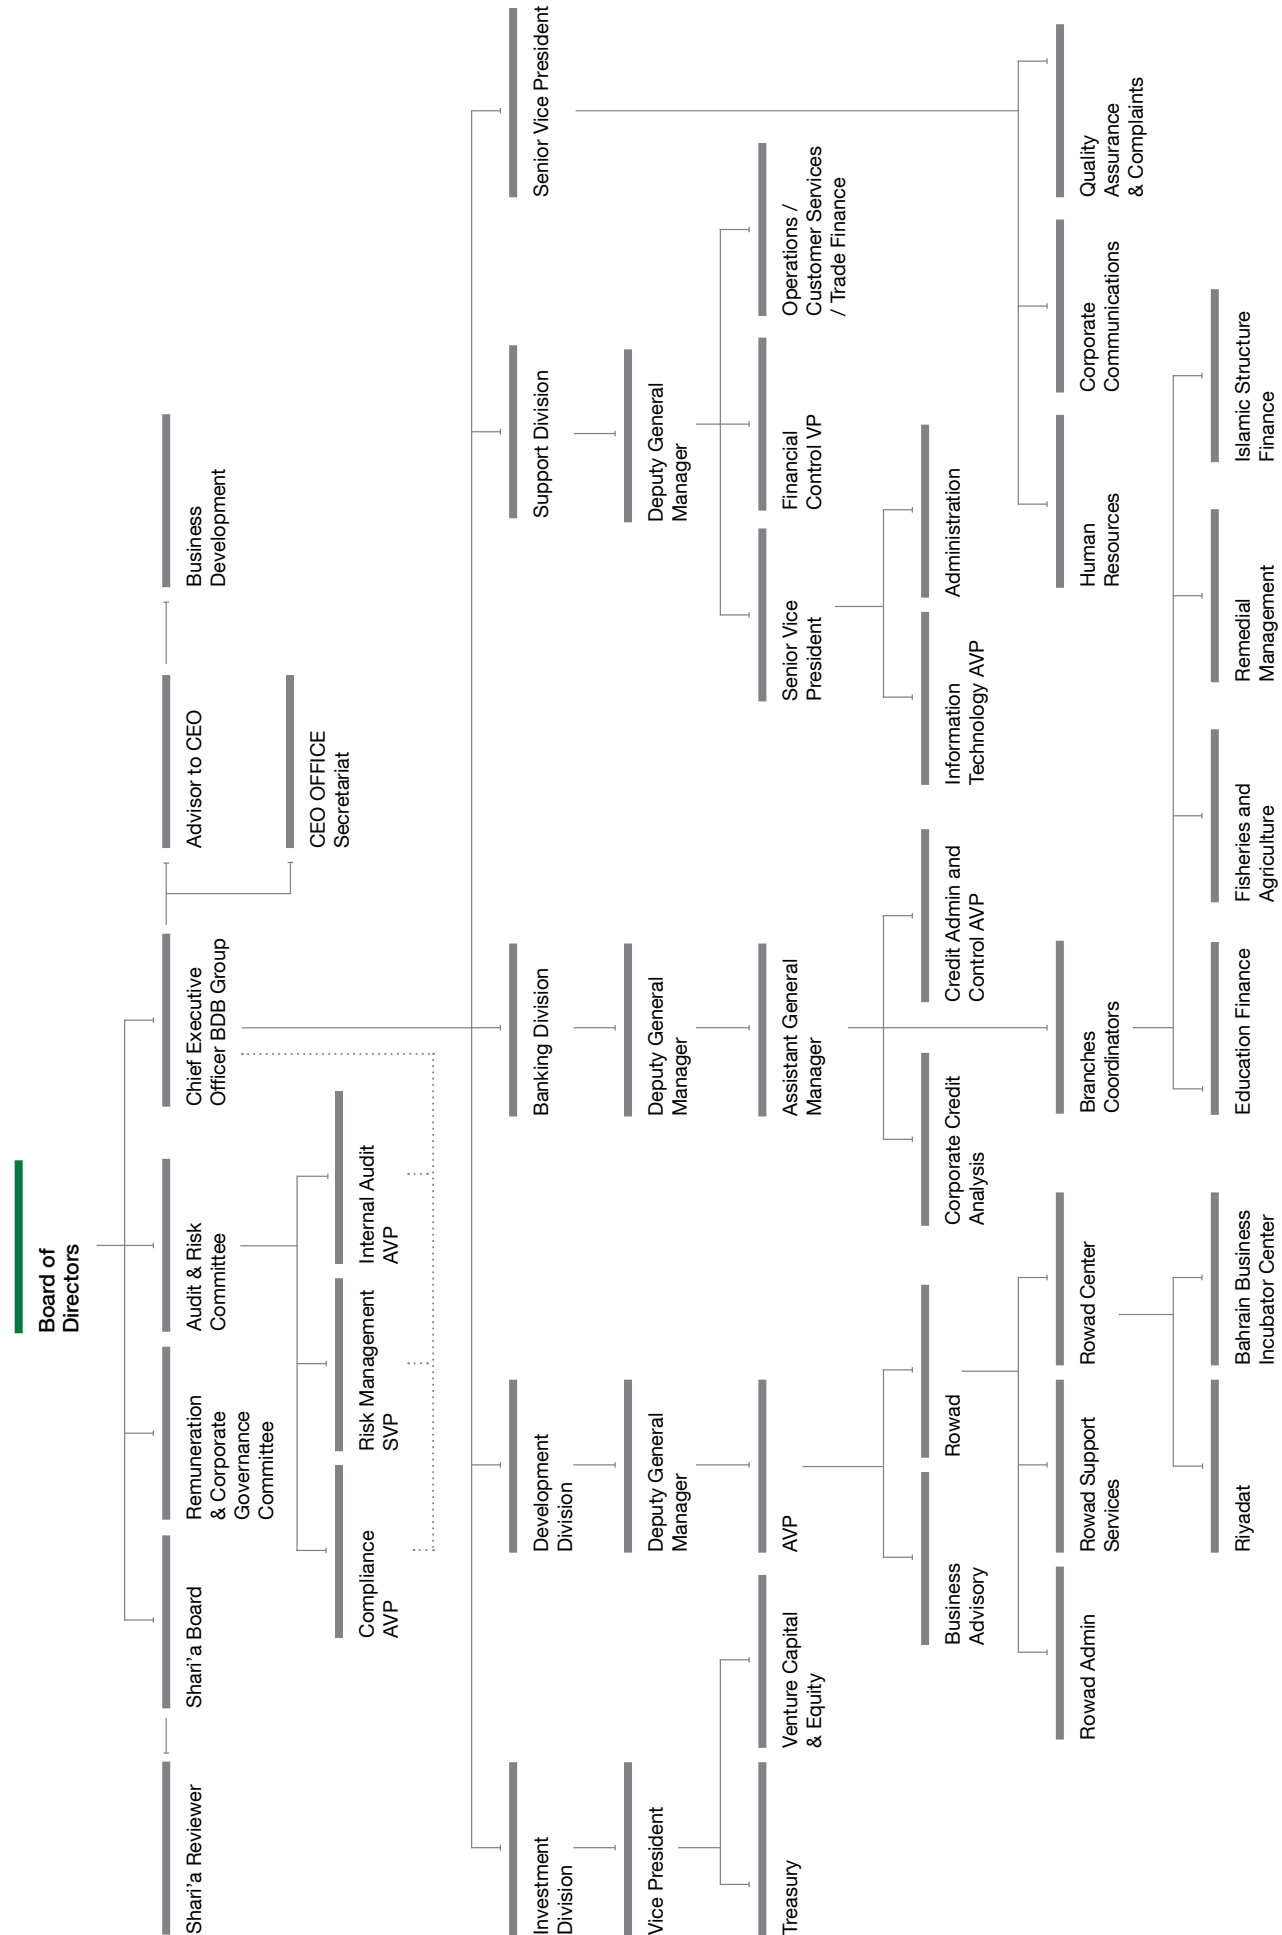 Board of
Directors
Shari'a Reviewer
Shari'a Board
Remuneration
& Corporate
Governance
Committee
Audit & Risk
Committee
Chief Executive
Officer BDB Group
Advisor to CEO
Business
Development
CEO OFFICE
Secretariat
Compliance
AVP
Risk Management
SVP
Internal Audit
AVP
Investment
Division
Development
Division
Banking Division
Support Division
Senior Vice President
Vice President
Deputy General
Manager
Deputy General
Manager
Deputy General
Manager
Treasury
Venture Capital
& Equity
AVP
Assistant General
Manager
Senior Vice
President
Financial
Control VP
Operations /
Customer Services
/ Trade Finance
Business
Advisory
Rowad
Corporate Credit
Analysis
Credit Admin and
Control AVP
Information
Technology AVP
Administration
Rowad Admin
Rowad Support
Services
Rowad Center
Branches
Coordinators
Human
Resources
Corporate
Communications
Quality
Assurance
& Complaints
Riyadat
Bahrain Business
Incubator Center
Education Finance
Fisheries and
Agriculture
Remedial
Management
Islamic Structure
Finance